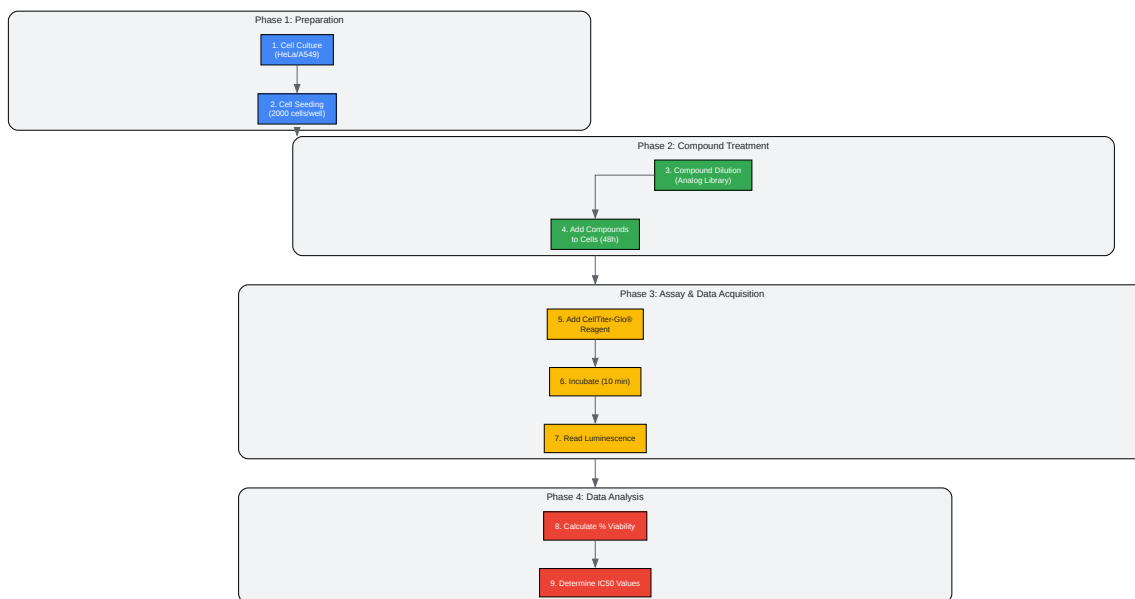 Phase 1: Preparation
1. Cell Culture
(HeLa/A549)
2. Cell Seeding
(2000 cells/well)
Phase 2: Compound Treatment
3. Compound Dilution
(Analog Library)
4. Add Compounds
to Cells (48h)
Phase 3: Assay & Data Acquisition
5. Add CellTiter-Glo®
Reagent
6. Incubate (10 min)
7. Read Luminescence
Phase 4: Data Analysis
8. Calculate % Viability
9. Determine IC50 Values